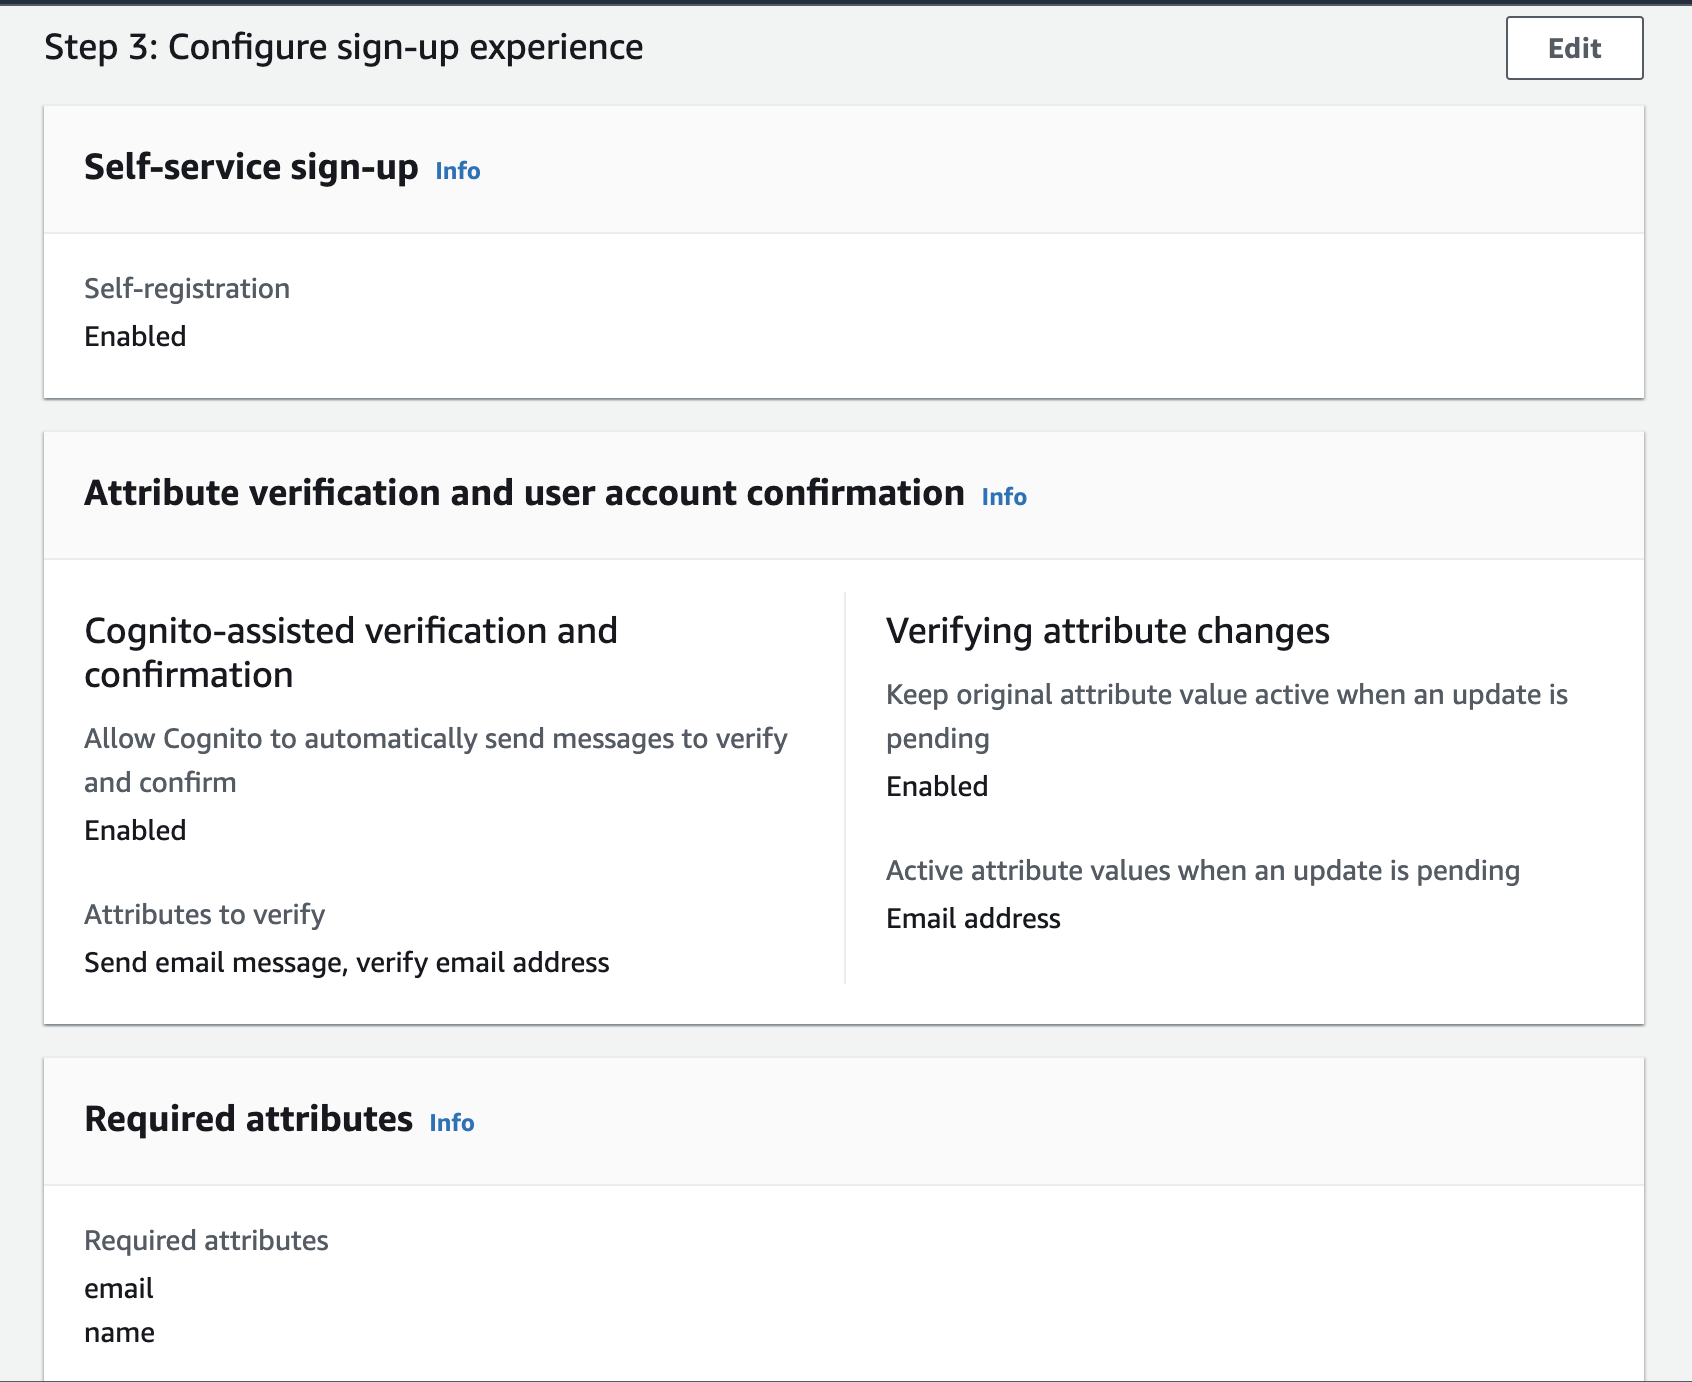 Step 3: Configure sign-up experience
Edit
Self-service sign-up Info
Self-registration
Enabled
Attribute verification and user account confirmation Info
Cognito-assisted verification and
confirmation
Allow Cognito to automatically send messages to verify
and confirm
Enabled
Attributes to verify
Send email message, verify email address
Verifying attribute changes
Keep original attribute value active when an update is
pending
Enabled
Active attribute values when an update is pending
Email address
Required attributes Info
Required attributes
email
name